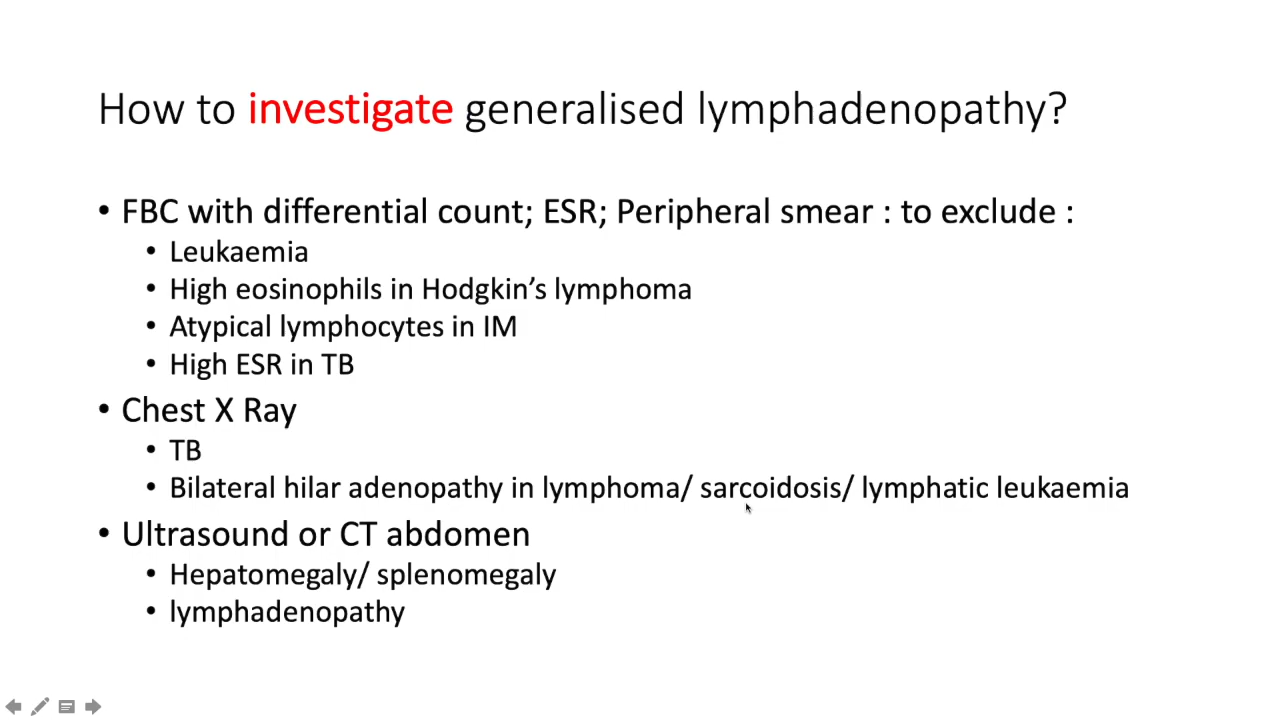 How to investigate generalised lymphadenopathy?
• FBC with differential count; ESR; Peripheral smear : to exclude :
• Leukaemia
• High eosinophils in Hodgkin’s lymphoma
• Atypical lymphocytes in IM
• High ESR in TB
• Chest X Ray
• TB
• Bilateral hilar adenopathy in lymphoma/ sarcoidosis/ lymphatic leukaemia
• Ultrasound or CT abdomen
• Hepatomegaly/ splenomegaly
• lymphadenopathy